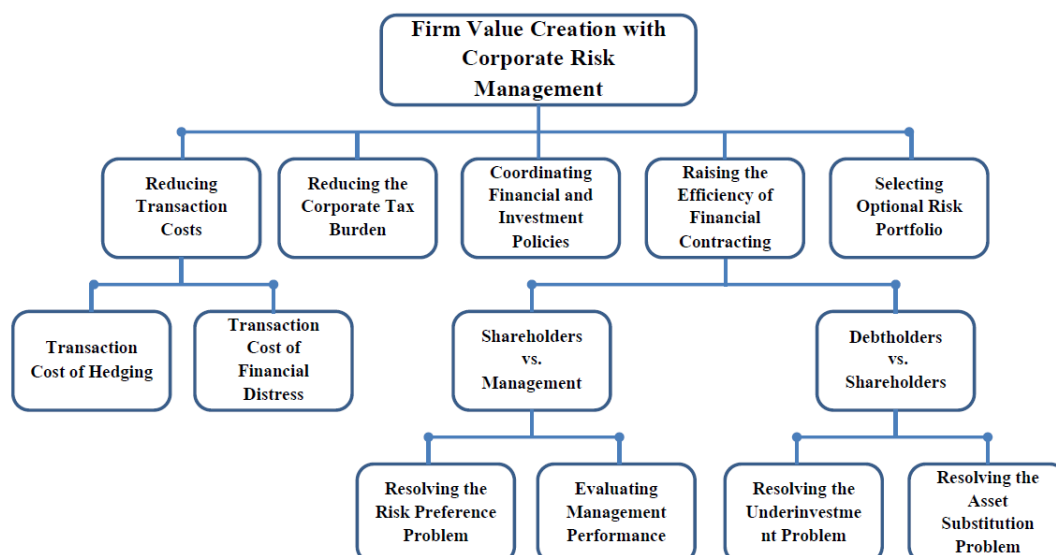 Firm Value Creation with
Corporate Risk
Management
Reducing
Transaction
Costs
Reducing the
Corporate Tax
Burden
Coordinating
Financial and
Investment
Policies
Raising the
Efficiency of
Financial
Contracting
Selecting
Optional Risk
Portfolio
Transaction
Cost of Hedging
Transaction
Cost of
Financial
Distress
Shareholders
vs.
Management
Debtholders
vs.
Shareholders
Resolving the
Risk Preference
Problem
Evaluating
Management
Performance
Resolving the
Underinvestme
nt Problem
Resolving the
Asset
Substitution
Problem